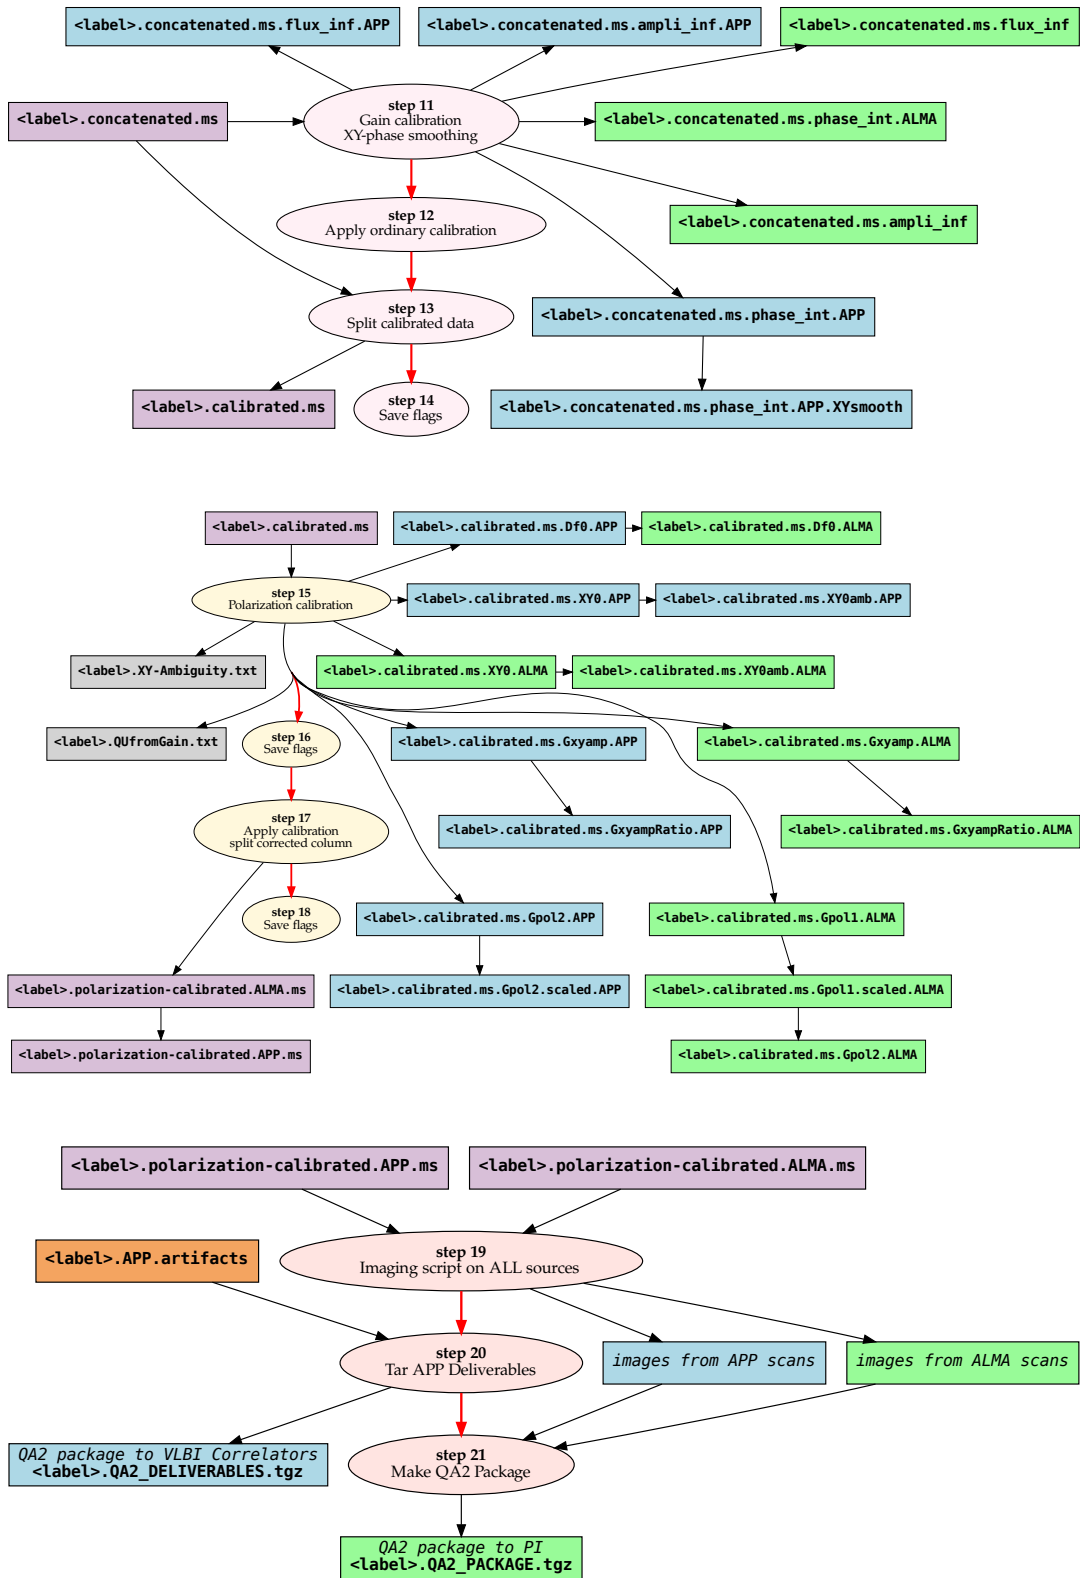 <label>.concatenated.ms.flux_inf.APP
<label>.concatenated.ms.ampli_inf.APP
<label>.concatenated.ms.flux_inf
<label>.concatenated.ms
step 11
Gain calibration
XY-phase smoothing
<label>.concatenated.ms.phase_int.ALMA
step 12
Apply ordinary calibration
<label>.concatenated.ms.ampli_inf
step 13
Split calibrated data
<label>.concatenated.ms.phase_int.APP
<label>.calibrated.ms
step 14
Save flags
<label>.concatenated.ms.phase_int.APP.XYsmooth
<label>.calibrated.ms
<label>.calibrated.ms.Df0.APP
<label>.calibrated.ms.Df0.ALMA
step 15
Polarization calibration
<label>.calibrated.ms.XY0.APP
<label>.calibrated.ms.XY0amb.APP
<label>.XY-Ambiguity.txt
<label>.calibrated.ms.XY0.ALMA
<label>.calibrated.ms.XY0amb.ALMA
<label>.QUfromGain.txt
step 16
Save flags
<label>.calibrated.ms.Gxyamp.APP
<label>.calibrated.ms.Gxyamp.ALMA
step 17
Apply calibration
split corrected column
<label>.calibrated.ms.GxyampRatio.APP
<label>.calibrated.ms.GxyampRatio.ALMA
step 18
Save flags
<label>.calibrated.ms.Gpol2.APP
<label>.calibrated.ms.Gpol1.ALMA
<label>.polarization-calibrated.ALMA.ms
<label>.calibrated.ms.Gpol2.scaled.APP
<label>.calibrated.ms.Gpol1.scaled.ALMA
<label>.polarization-calibrated.APP.ms
<label>.calibrated.ms.Gpol2.ALMA
<label>.polarization-calibrated.APP.ms
<label>.polarization-calibrated.ALMA.ms
<label>.APP.artifacts
step 19
Imaging script on ALL sources
step 20
Tar APP Deliverables
images from APP scans
images from ALMA scans
QA2 package to VLBI Correlators
<label>.QA2_DELIVERABLES.tgz
step 21
Make QA2 Package
QA2 package to PI
<label>.QA2_PACKAGE.tgz